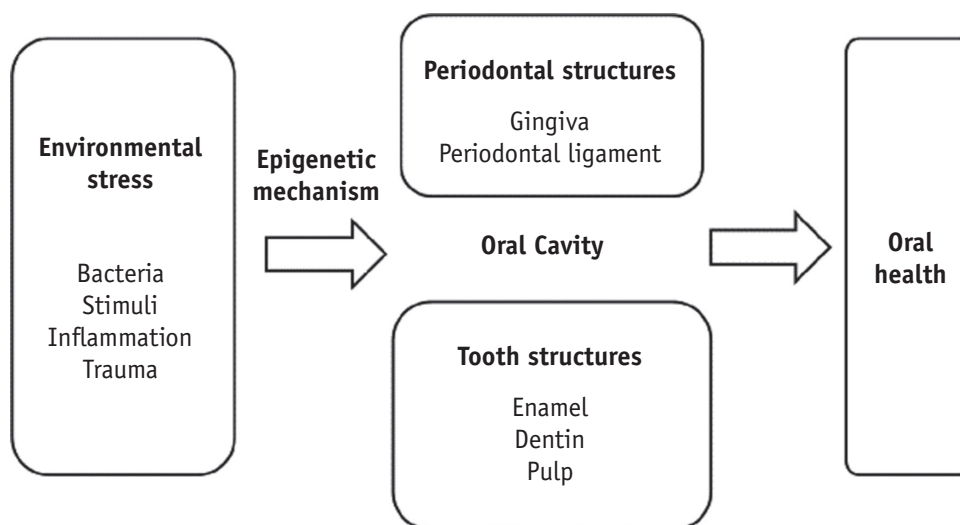 Environmental
stress
Bacteria
Stimuli
Inflammation
Trauma
Epigenetic
mechanism
Periodontal structures
Gingiva
Periodontal ligament
Oral Cavity
Tooth structures
Enamel
Dentin
Pulp
Oral
health